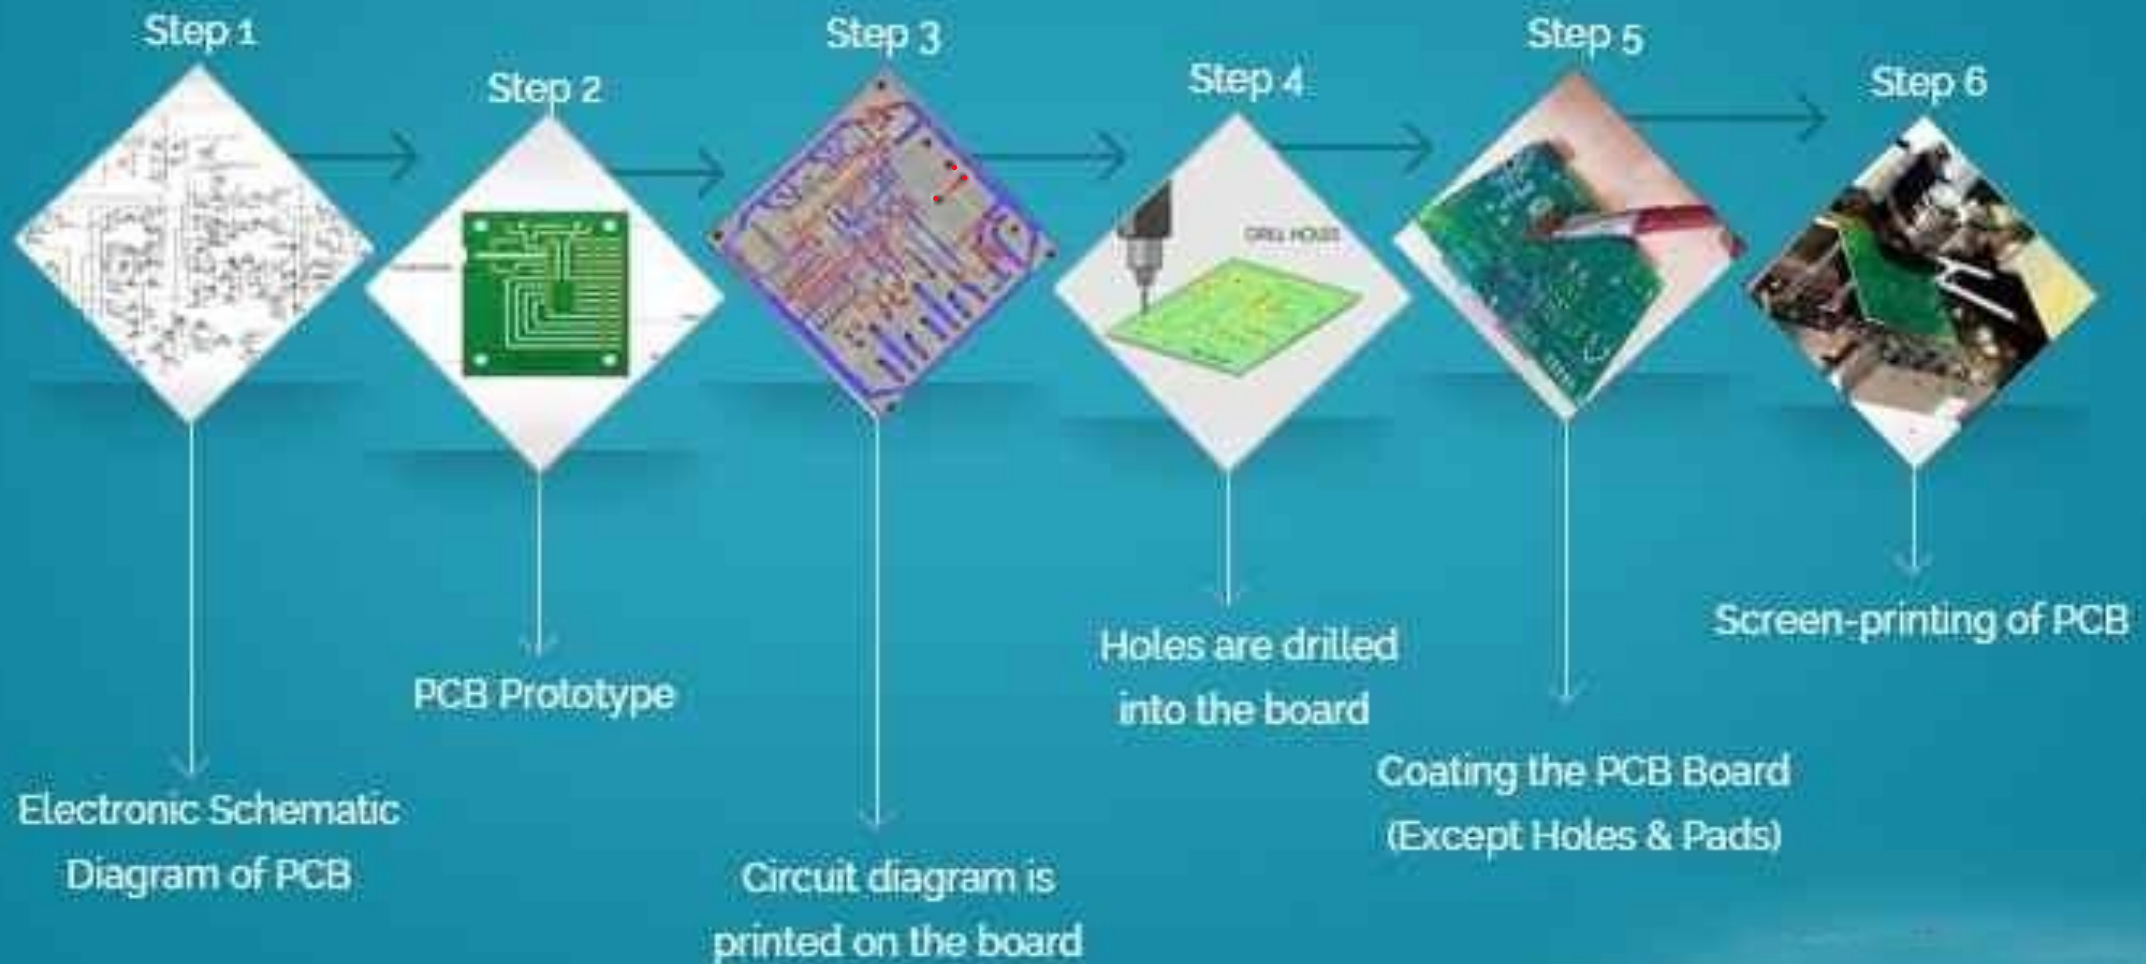 Step 1
Step 2
Step 3
Step 4
Step 5
Step 6
DRILL HOLES
Electronic Schematic
Diagram of PCB
PCB Prototype
Circuit diagram is
printed on the board
Holes are drilled
into the board
Coating the PCB Board
(Except Holes & Pads)
Screen-printing of PCB